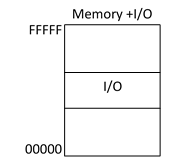 Memory +I/O
FFFFF
I/O
00000